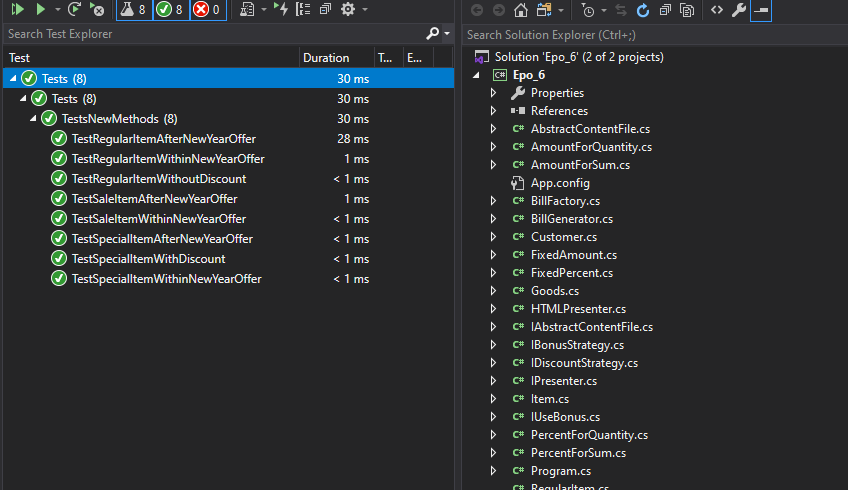 8 8 0
Search Test Explorer
Test Duration T... E...
Tests (8) 30 ms
Tests (8) 30 ms
TestsNewMethods (8) 30 ms
TestRegularItemAfterNewYearOffer 28 ms
TestRegularItemWithinNewYearOffer 1 ms
TestRegularItemWithoutDiscount < 1 ms
TestSaleItemAfterNewYearOffer 1 ms
TestSaleItemWithinNewYearOffer < 1 ms
TestSpecialItemAfterNewYearOffer < 1 ms
TestSpecialItemWithDiscount < 1 ms
TestSpecialItemWithinNewYearOffer < 1 ms
Search Solution Explorer (Ctrl+;)
Solution 'Epo_6' (2 of 2 projects)
C# Epo_6
Properties
References
C# AbstractContentFile.cs
C# AmountForQuantity.cs
C# AmountForSum.cs
App.config
C# BillFactory.cs
C# BillGenerator.cs
C# Customer.cs
C# FixedAmount.cs
C# FixedPercent.cs
C# Goods.cs
C# HTMLPresenter.cs
C# IAbstractContentFile.cs
C# IBonusStrategy.cs
C# IDiscountStrategy.cs
C# IPresenter.cs
C# Item.cs
C# IUseBonus.cs
C# PercentForQuantity.cs
C# PercentForSum.cs
C# Program.cs
C# RegularItem.cs